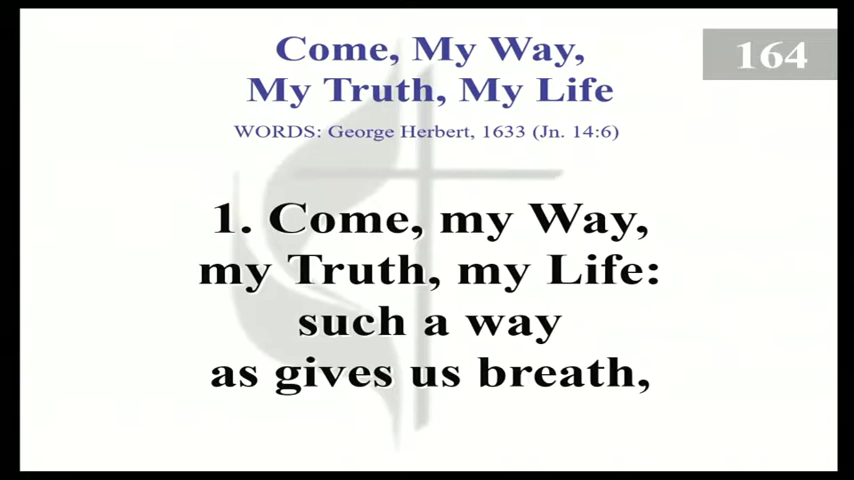 Come, My Way,
My Truth, My Life
164
WORDS: George Herbert, 1633 (Jn. 14:6)
1. Come, my Way,
my Truth, my Life:
such a way
as gives us breath,